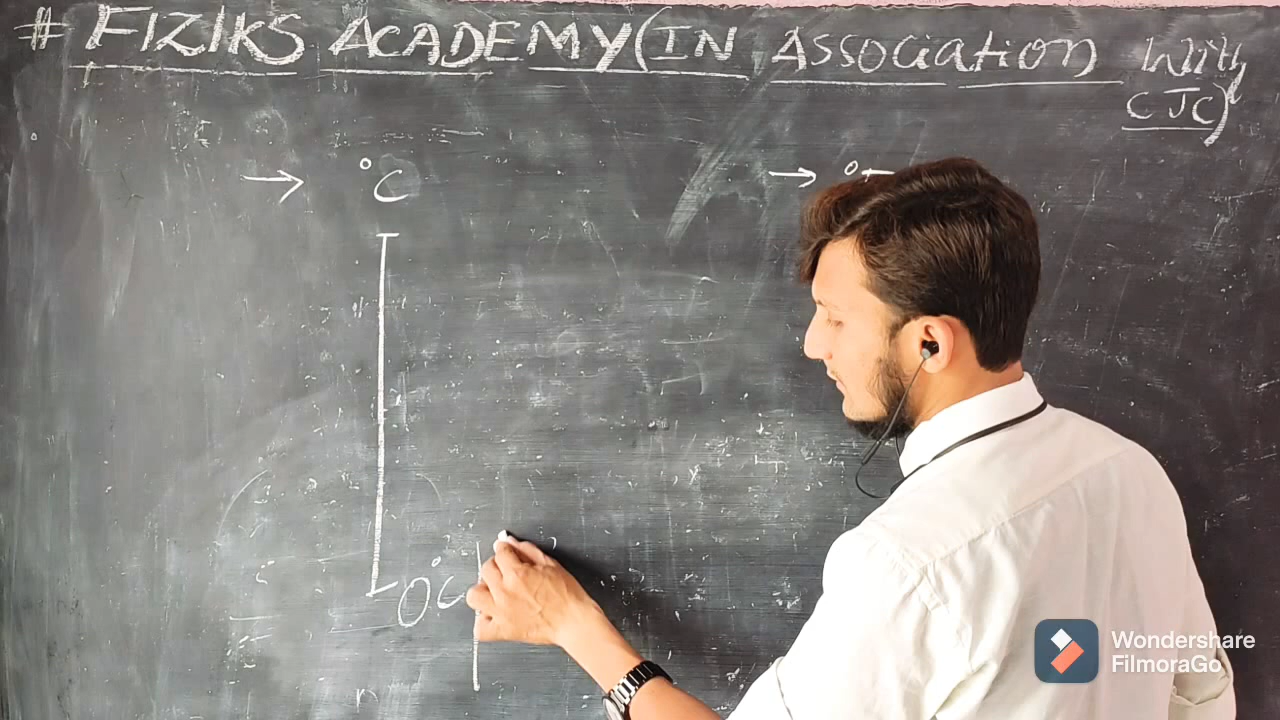 # FIZIKS ACADEMY (IN ASSOCIATION With
CJC)
→ °C
→ °F
0°C
Wondershare
FilmoraGo